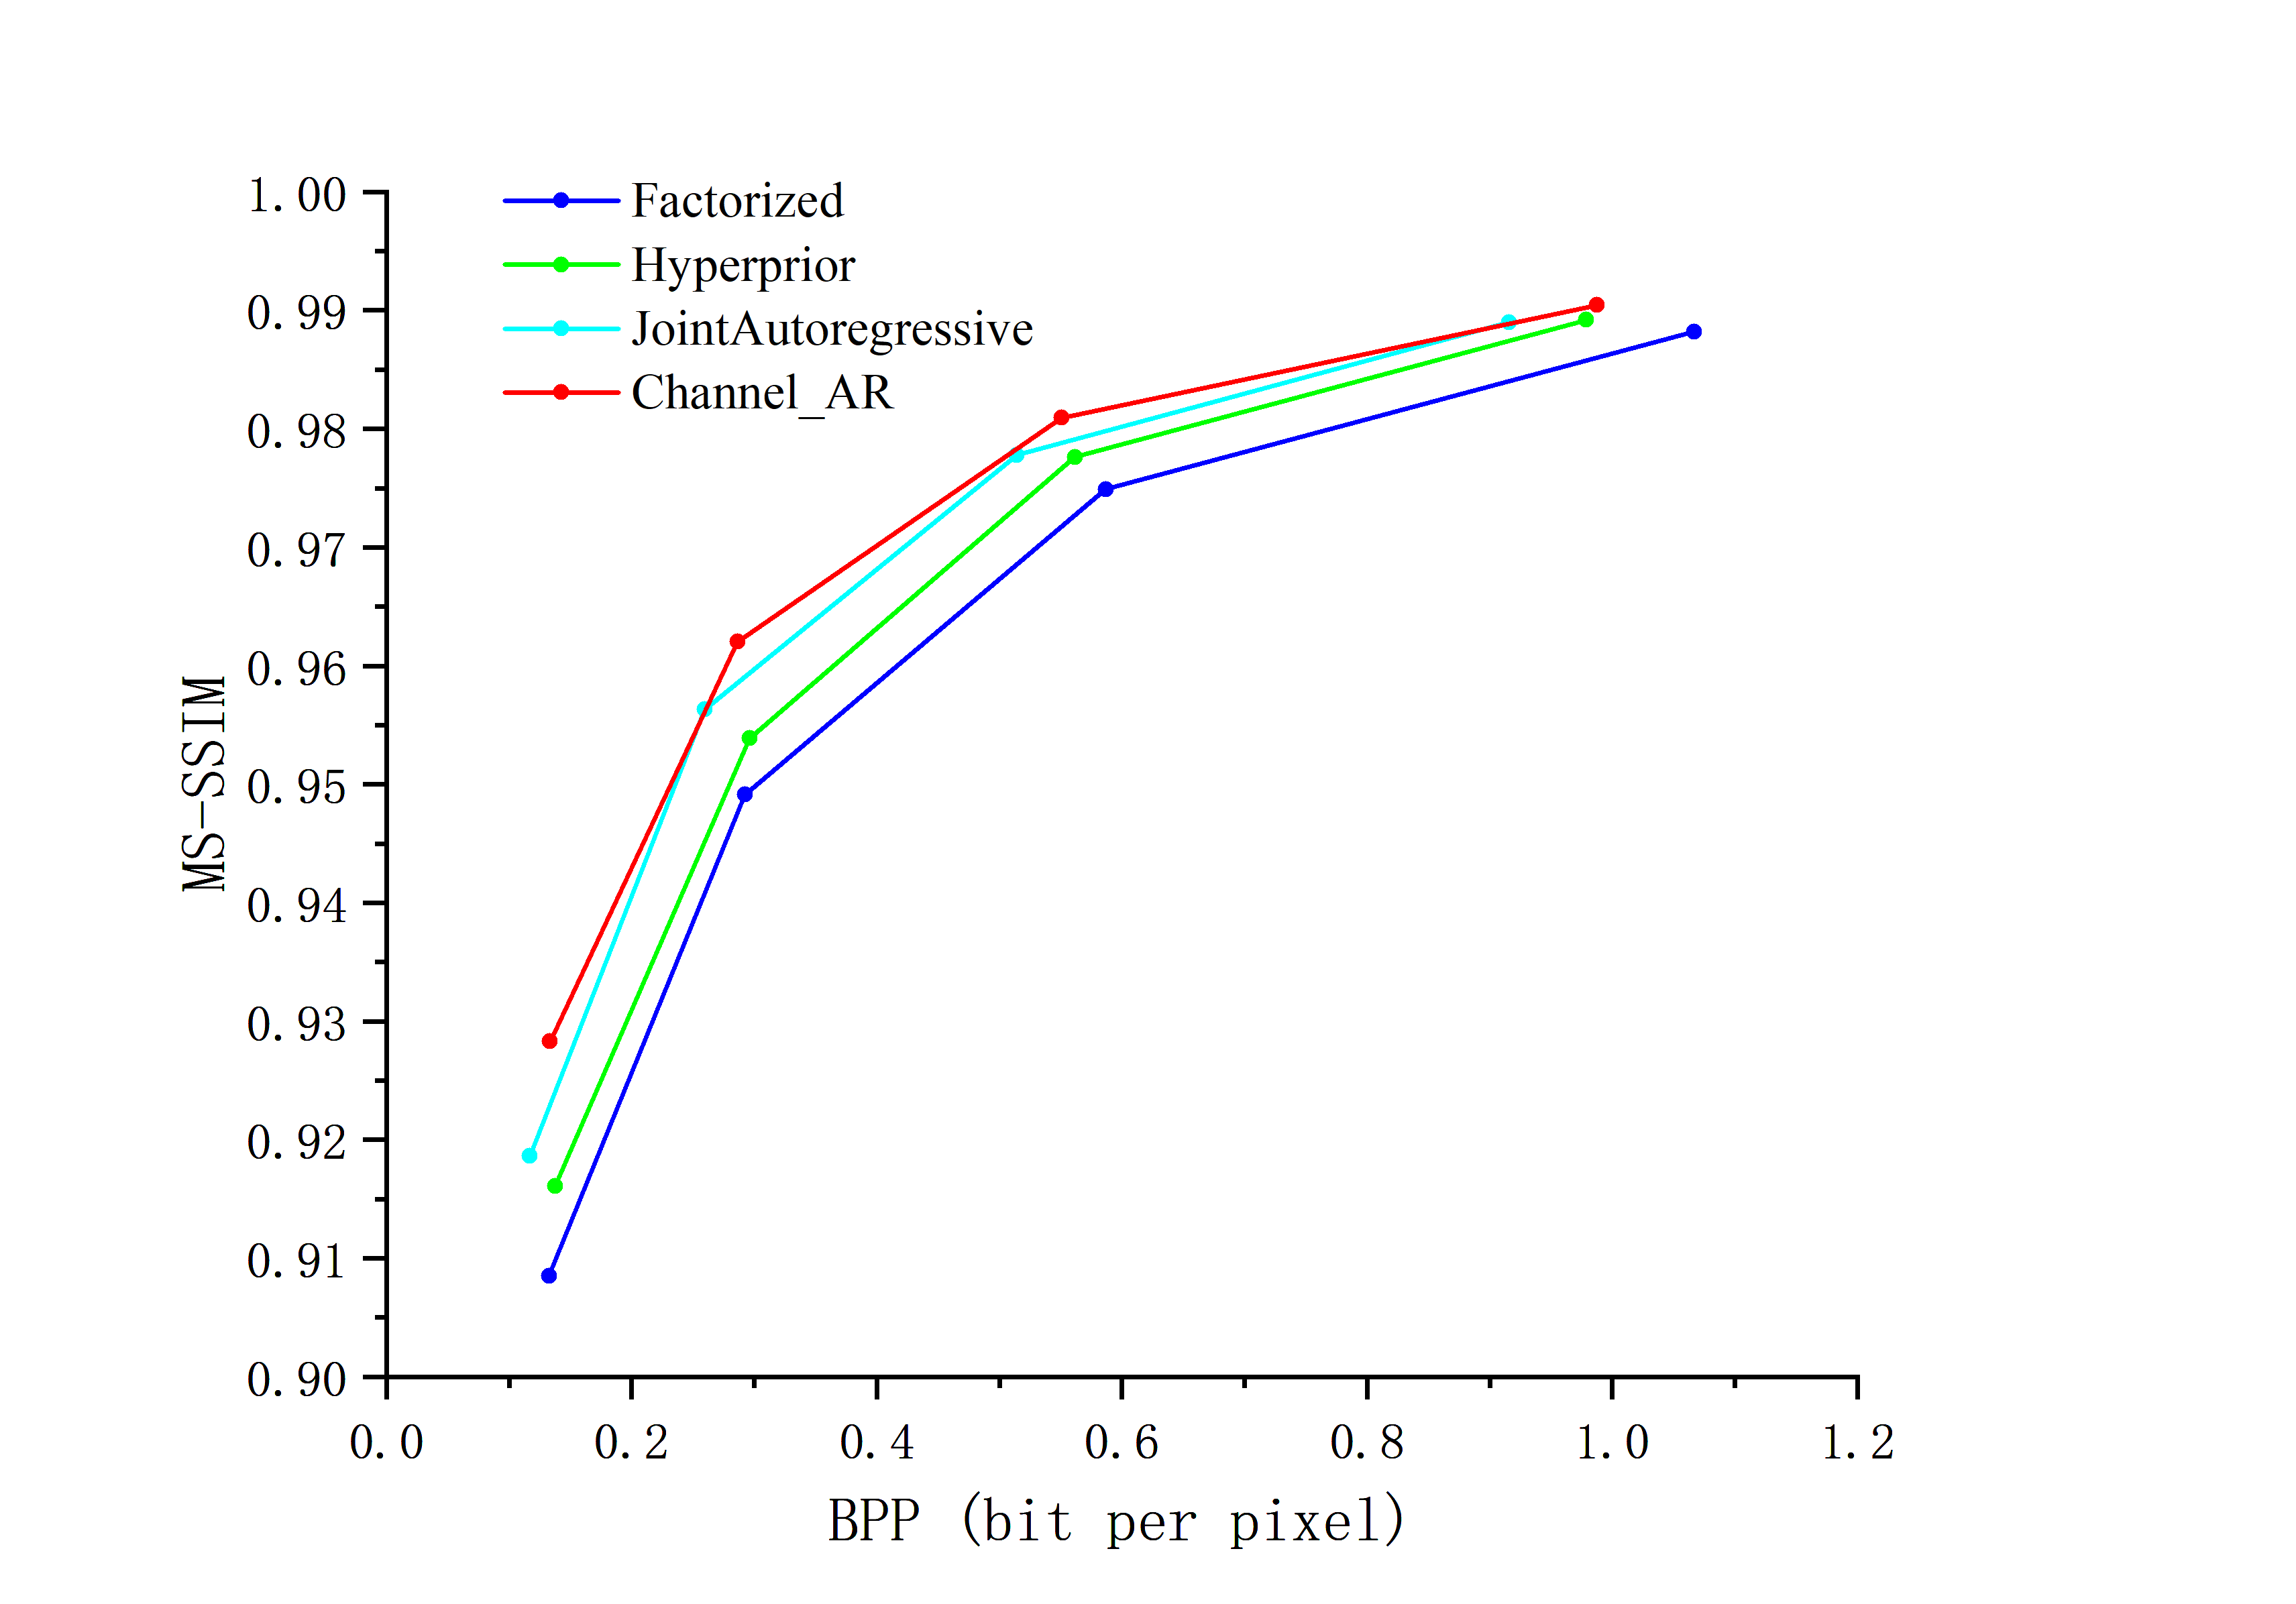 Factorized
Hyperprior
JointAutoregressive
Channel_AR
1.00
0.99
0.98
0.97
0.96
0.95
0.94
0.93
0.92
0.91
0.90
MS-SSIM
0.0 0.2 0.4 0.6 0.8 1.0 1.2
BPP (bit per pixel)